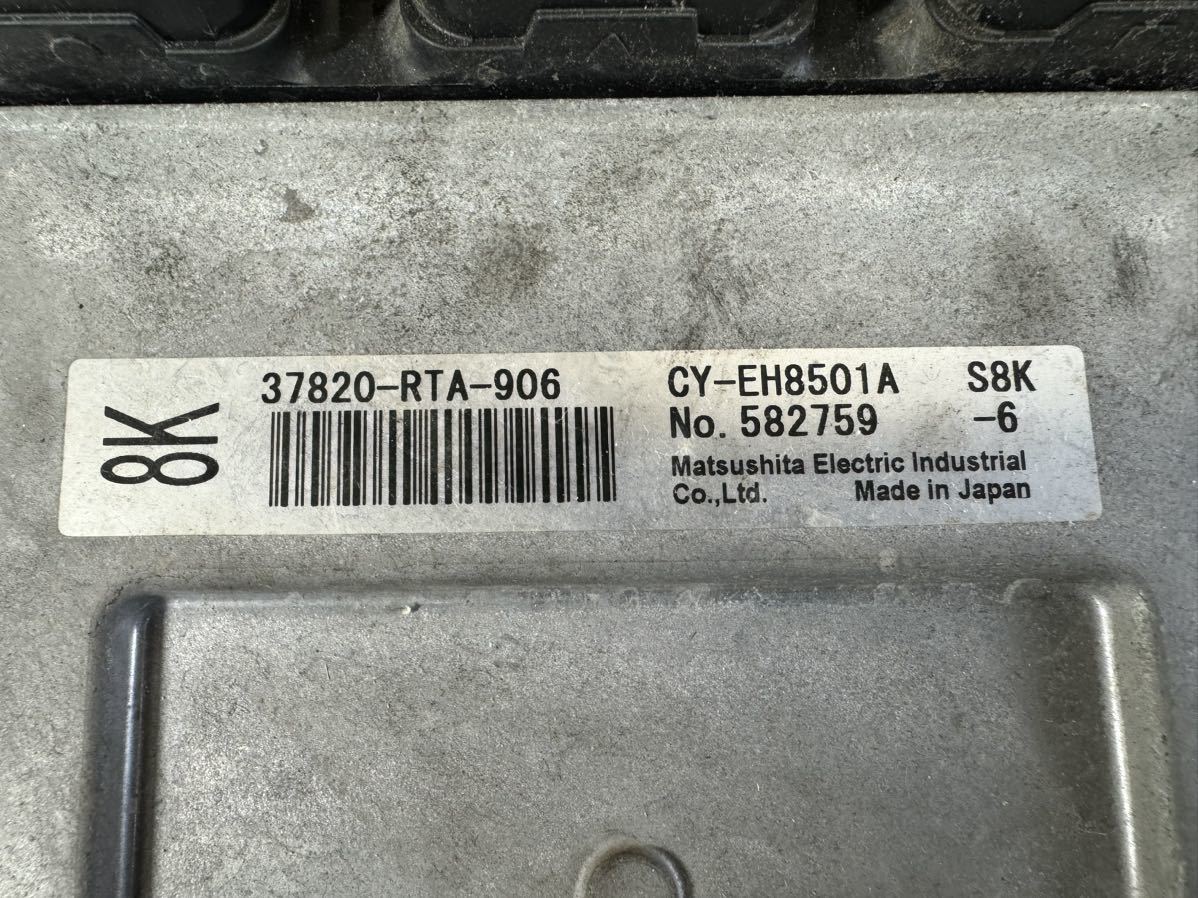 8K
37820-RTA-906
CY-EH8501A S8K
No. 582759 -6
Matsushita Electric Industrial
Co.,Ltd. Made in Japan